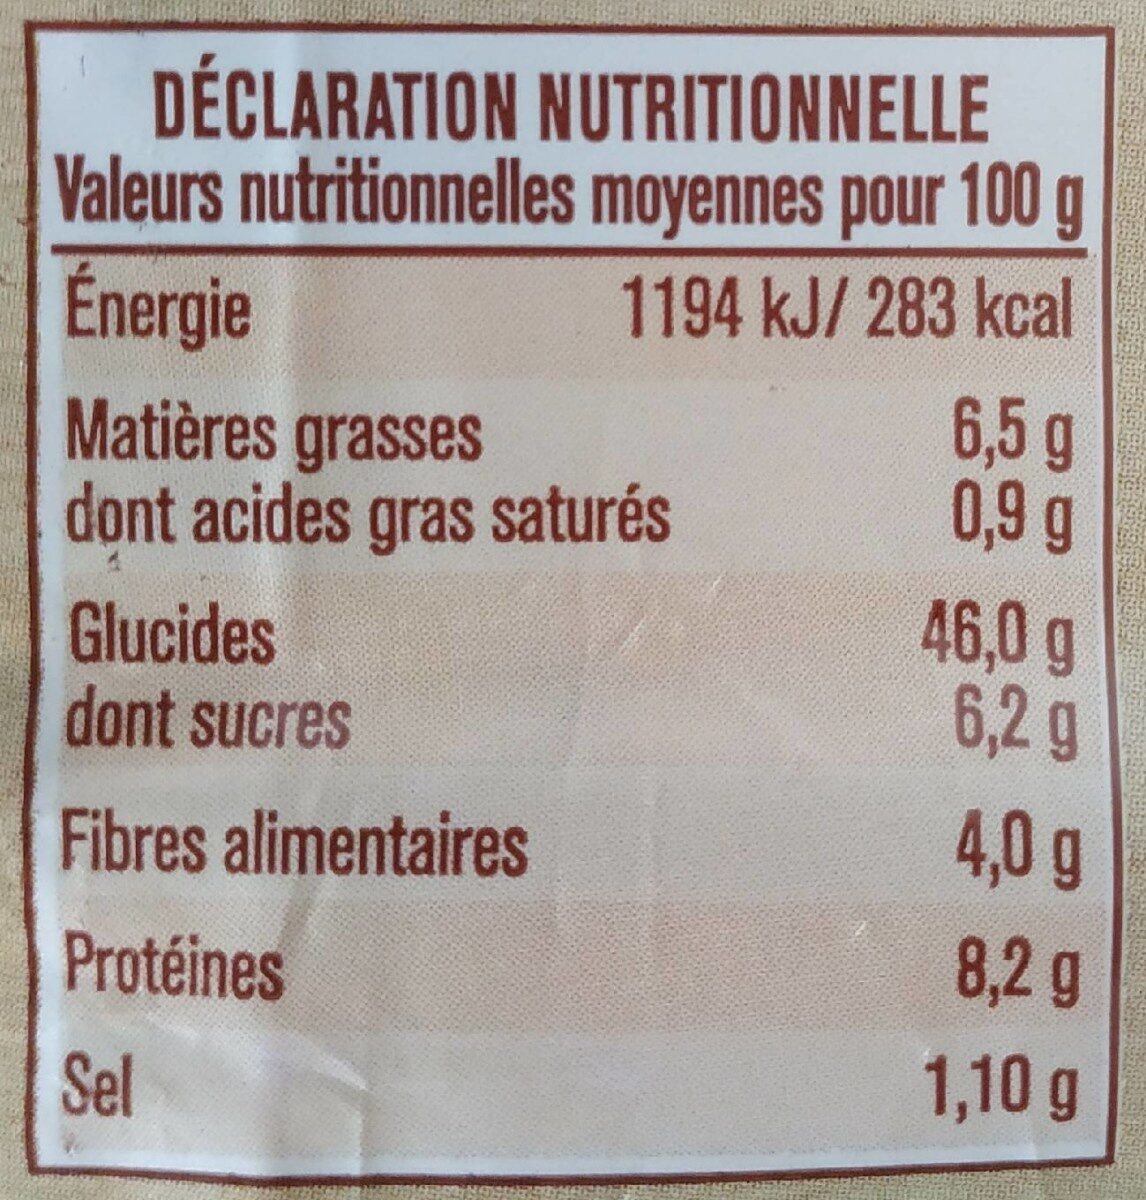 DÉCLARATION NUTRITIONNELLE
Valeurs nutritionnelles moyennes pour 100 g
Énergie 1194 kJ/ 283 kcal
Matières grasses 6,5 g
dont acides gras saturés 0,9 g
Glucides 46,0 g
dont sucres 6,2 g
Fibres alimentaires 4,0 g
Protéines 8,2 g
Sel 1,10 g